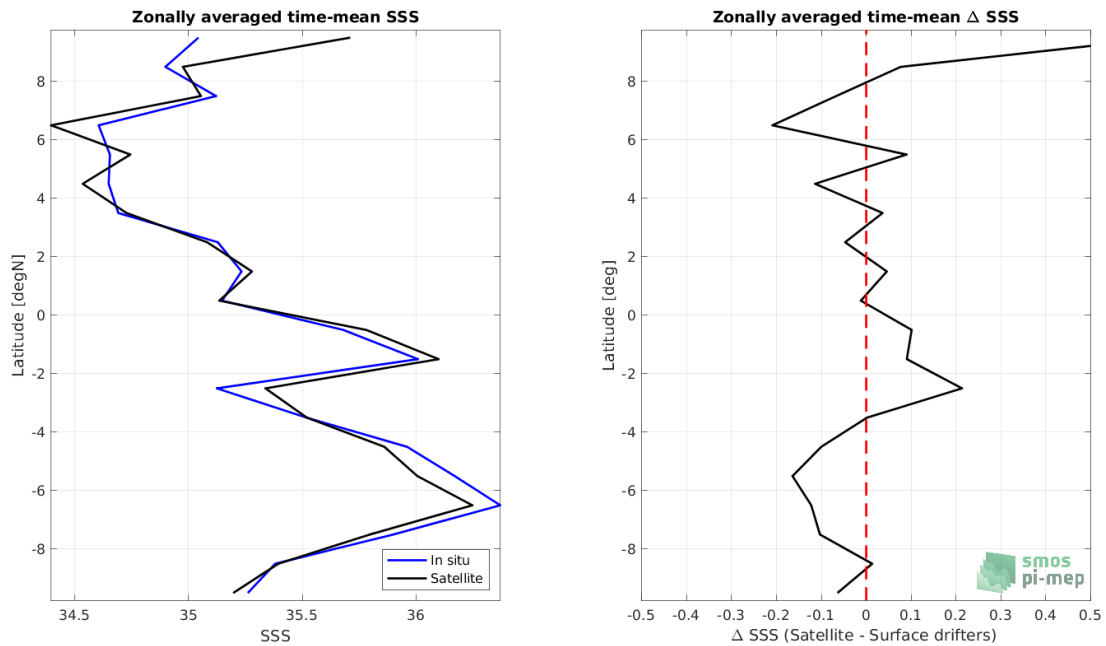 Zonally averaged time-mean SSS
Latitude [degN]
8
6
4
2
0
-2
-4
-6
-8
34.5 35 35.5 36
SSS
In situ
Satellite
Zonally averaged time-mean Δ SSS
Latitude [deg]
8
6
4
2
0
-2
-4
-6
-8
-0.5 -0.4 -0.3 -0.2 -0.1 0 0.1 0.2 0.3 0.4 0.5
Δ SSS (Satellite - Surface drifters)
smos
pi-mep